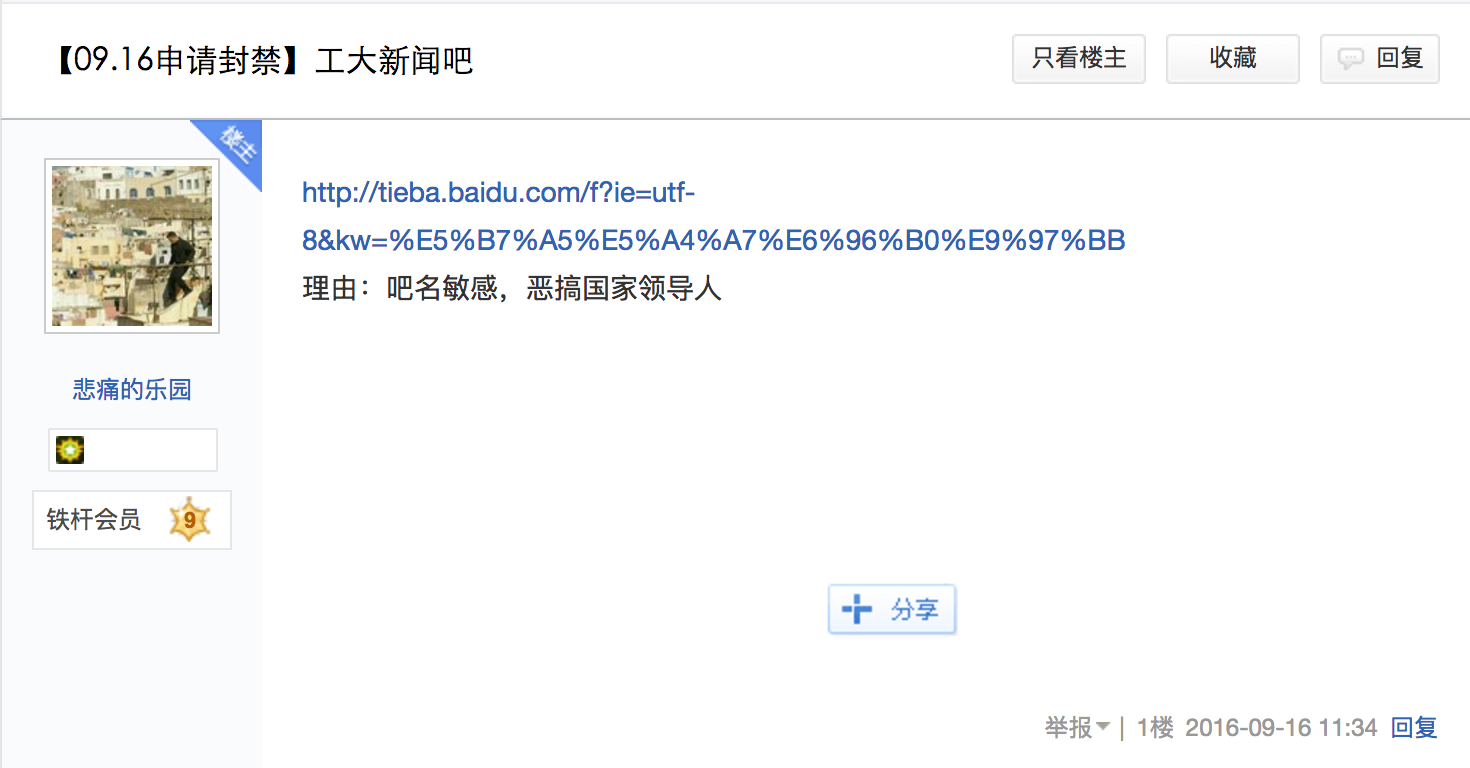 【09.16申请封禁】工大新闻吧
只看楼主
收藏
回复
楼主
http://tieba.baidu.com/f?ie=utf-
8&kw=%E5%B7%A5%E5%A4%A7%E6%96%B0%E9%97%BB
理由：吧名敏感，恶搞国家领导人
悲痛的乐园
铁杆会员 9
分享
举报 | 1楼 2016-09-16 11:34 回复